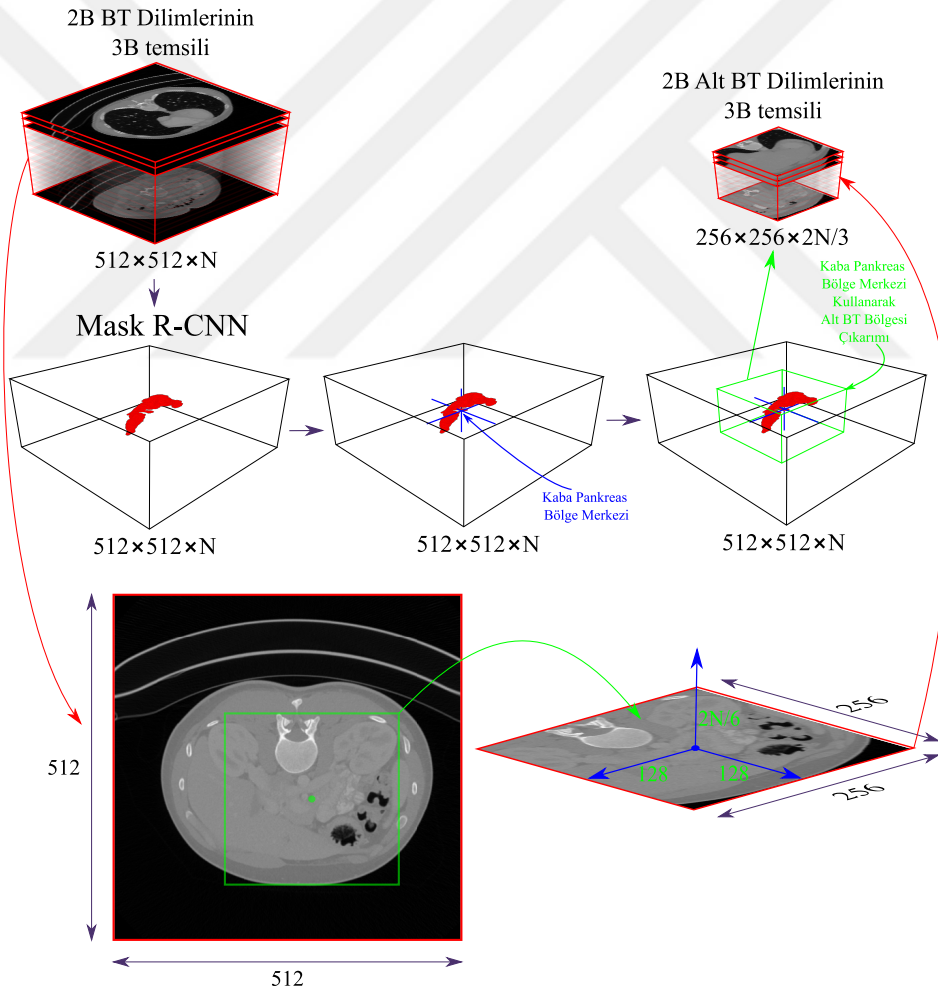 2B BT Dilimlerinin
3B temsili
512×512×N
2B Alt BT Dilimlerinin
3B temsili
256×256×2N/3
Mask R-CNN
Kaba Pankreas
Bölge Merkezi
Kullanarak
Alt BT Bölgesi
Çıkarımı
Kaba Pankreas
Bölge Merkezi
512×512×N
512×512×N
512×512×N
512
512
2N/6
128
128
256
256